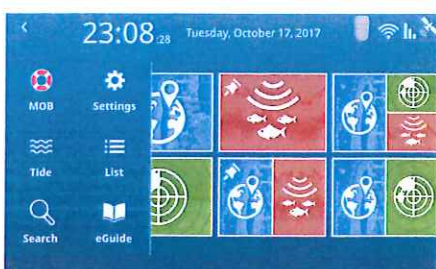 23:08:28 Tuesday, October 17, 2017
MOB Settings
Tide List
Search eGuide